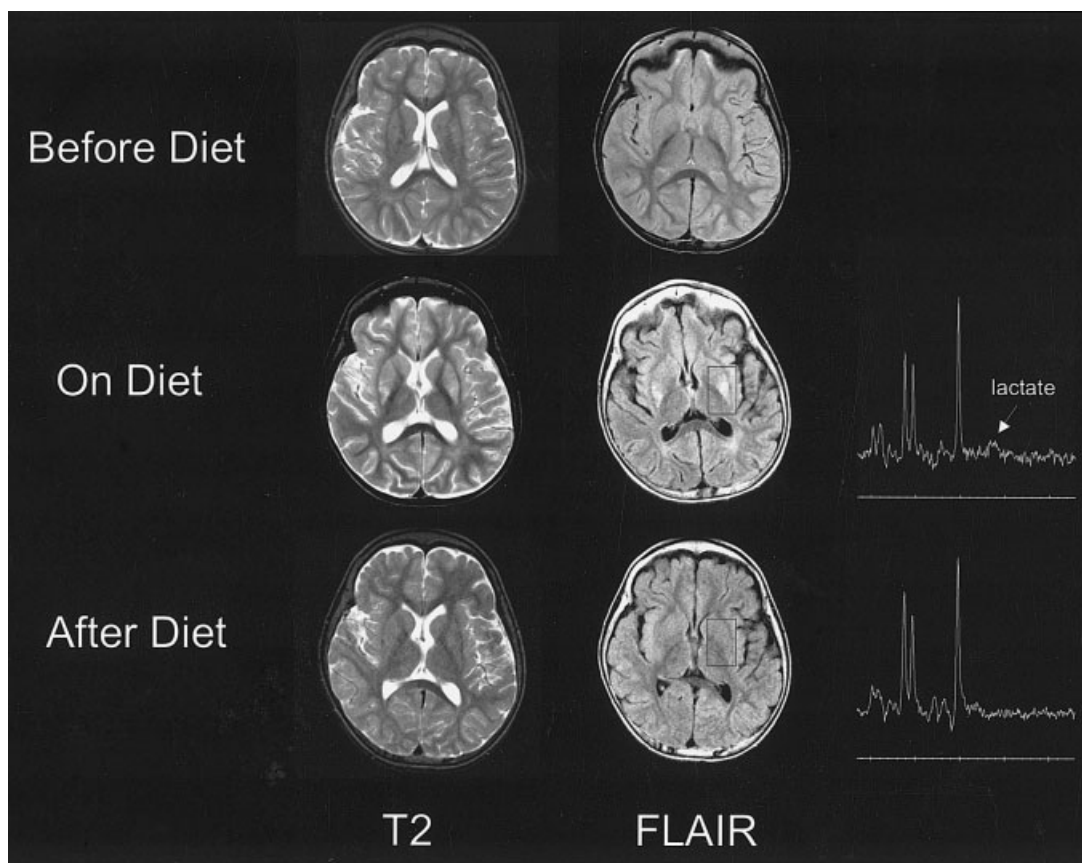 Before Diet
On Diet
lactate
After Diet
T2
FLAIR